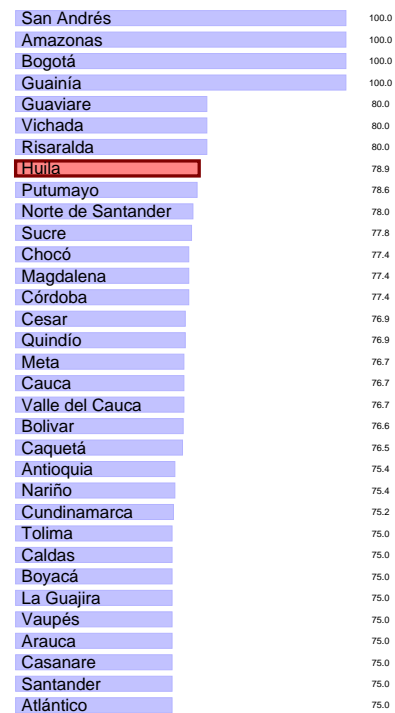 San Andrés 100.0
Amazonas 100.0
Bogotá 100.0
Guainía 100.0
Guaviare 80.0
Vichada 80.0
Risaralda 80.0
Huila 78.9
Putumayo 78.6
Norte de Santander 78.0
Sucre 77.8
Chocó 77.4
Magdalena 77.4
Córdoba 77.4
Cesar 76.9
Quindío 76.9
Meta 76.7
Cauca 76.7
Valle del Cauca 76.7
Bolivar 76.6
Caquetá 76.5
Antioquia 75.4
Nariño 75.4
Cundinamarca 75.2
Tolima 75.0
Caldas 75.0
Boyacá 75.0
La Guajira 75.0
Vaupés 75.0
Arauca 75.0
Casanare 75.0
Santander 75.0
Atlántico 75.0